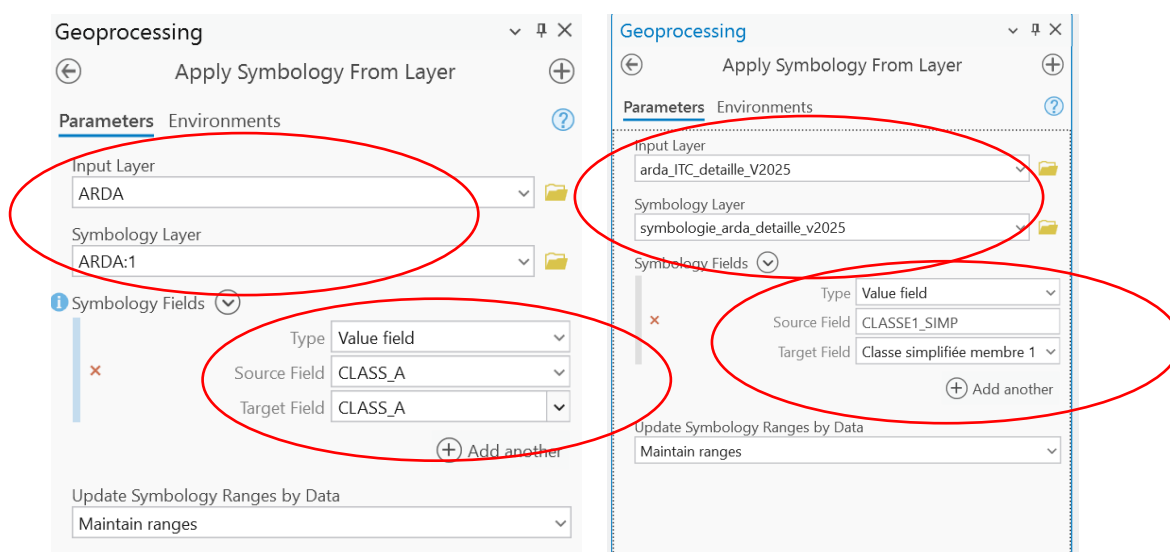 Geoprocessing
Apply Symbology From Layer
Parameters Environments
Input Layer
ARDA
Symbology Layer
ARDA:1
Symbology Fields
Type Value field
Source Field CLASS_A
Target Field CLASS_A
Add another
Update Symbology Ranges by Data
Maintain ranges
Geoprocessing
Apply Symbology From Layer
Parameters Environments
Input Layer
arda_ITC_detaille_V2025
Symbology Layer
symbologie_arda_detaille_v2025
Symbology Fields
Type Value field
Source Field CLASSE1_SIMP
Target Field Classe simplifiée membre 1
Add another
Update Symbology Ranges by Data
Maintain ranges